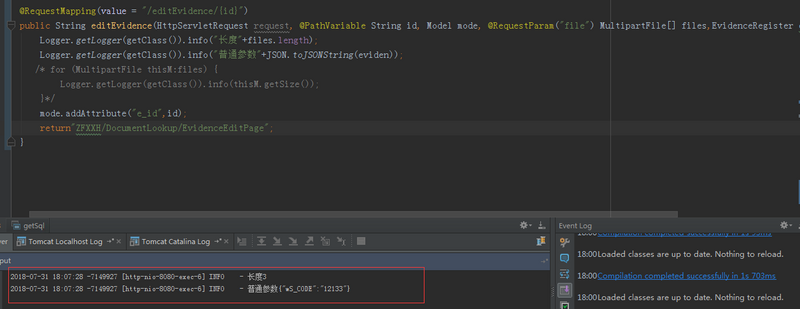 @RequestMapping(value = "/editEvidence/{id}")
public String editEvidence(HttpServletRequest request, @PathVariable String id, Model mode, @RequestParam("file") MultipartFile[] files,EvidenceRegister
Logger.getLogger(getClass()).info("长度"+files.length);
Logger.getLogger(getClass()).info("普通参数"+JSON.toJSONString(eviden));
/* for (MultipartFile thisM:files) {
Logger.getLogger(getClass()).info(thisM.getSize());
}*/
mode.addAttribute("e_id",id);
return"ZFXXH/DocumentLookup/EvidenceEditPage";
}
getSql
Event Log
Tomcat Localhost Log
Tomcat Catalina Log
18:00 Compilation completed successfully in
18:00 Loaded classes are up to date. Nothing to reload.
2018-07-31 18:07:28 -7149927 [http-nio-8080-exec-6] INFO - 长度3
18:00 Compilation completed successfully in 1s 703ms
2018-07-31 18:07:28 -7149927 [http-nio-8080-exec-6] INFO - 普通参数{"wS_CODE":"12133"}
18:00 Loaded classes are up to date. Nothing to reload.